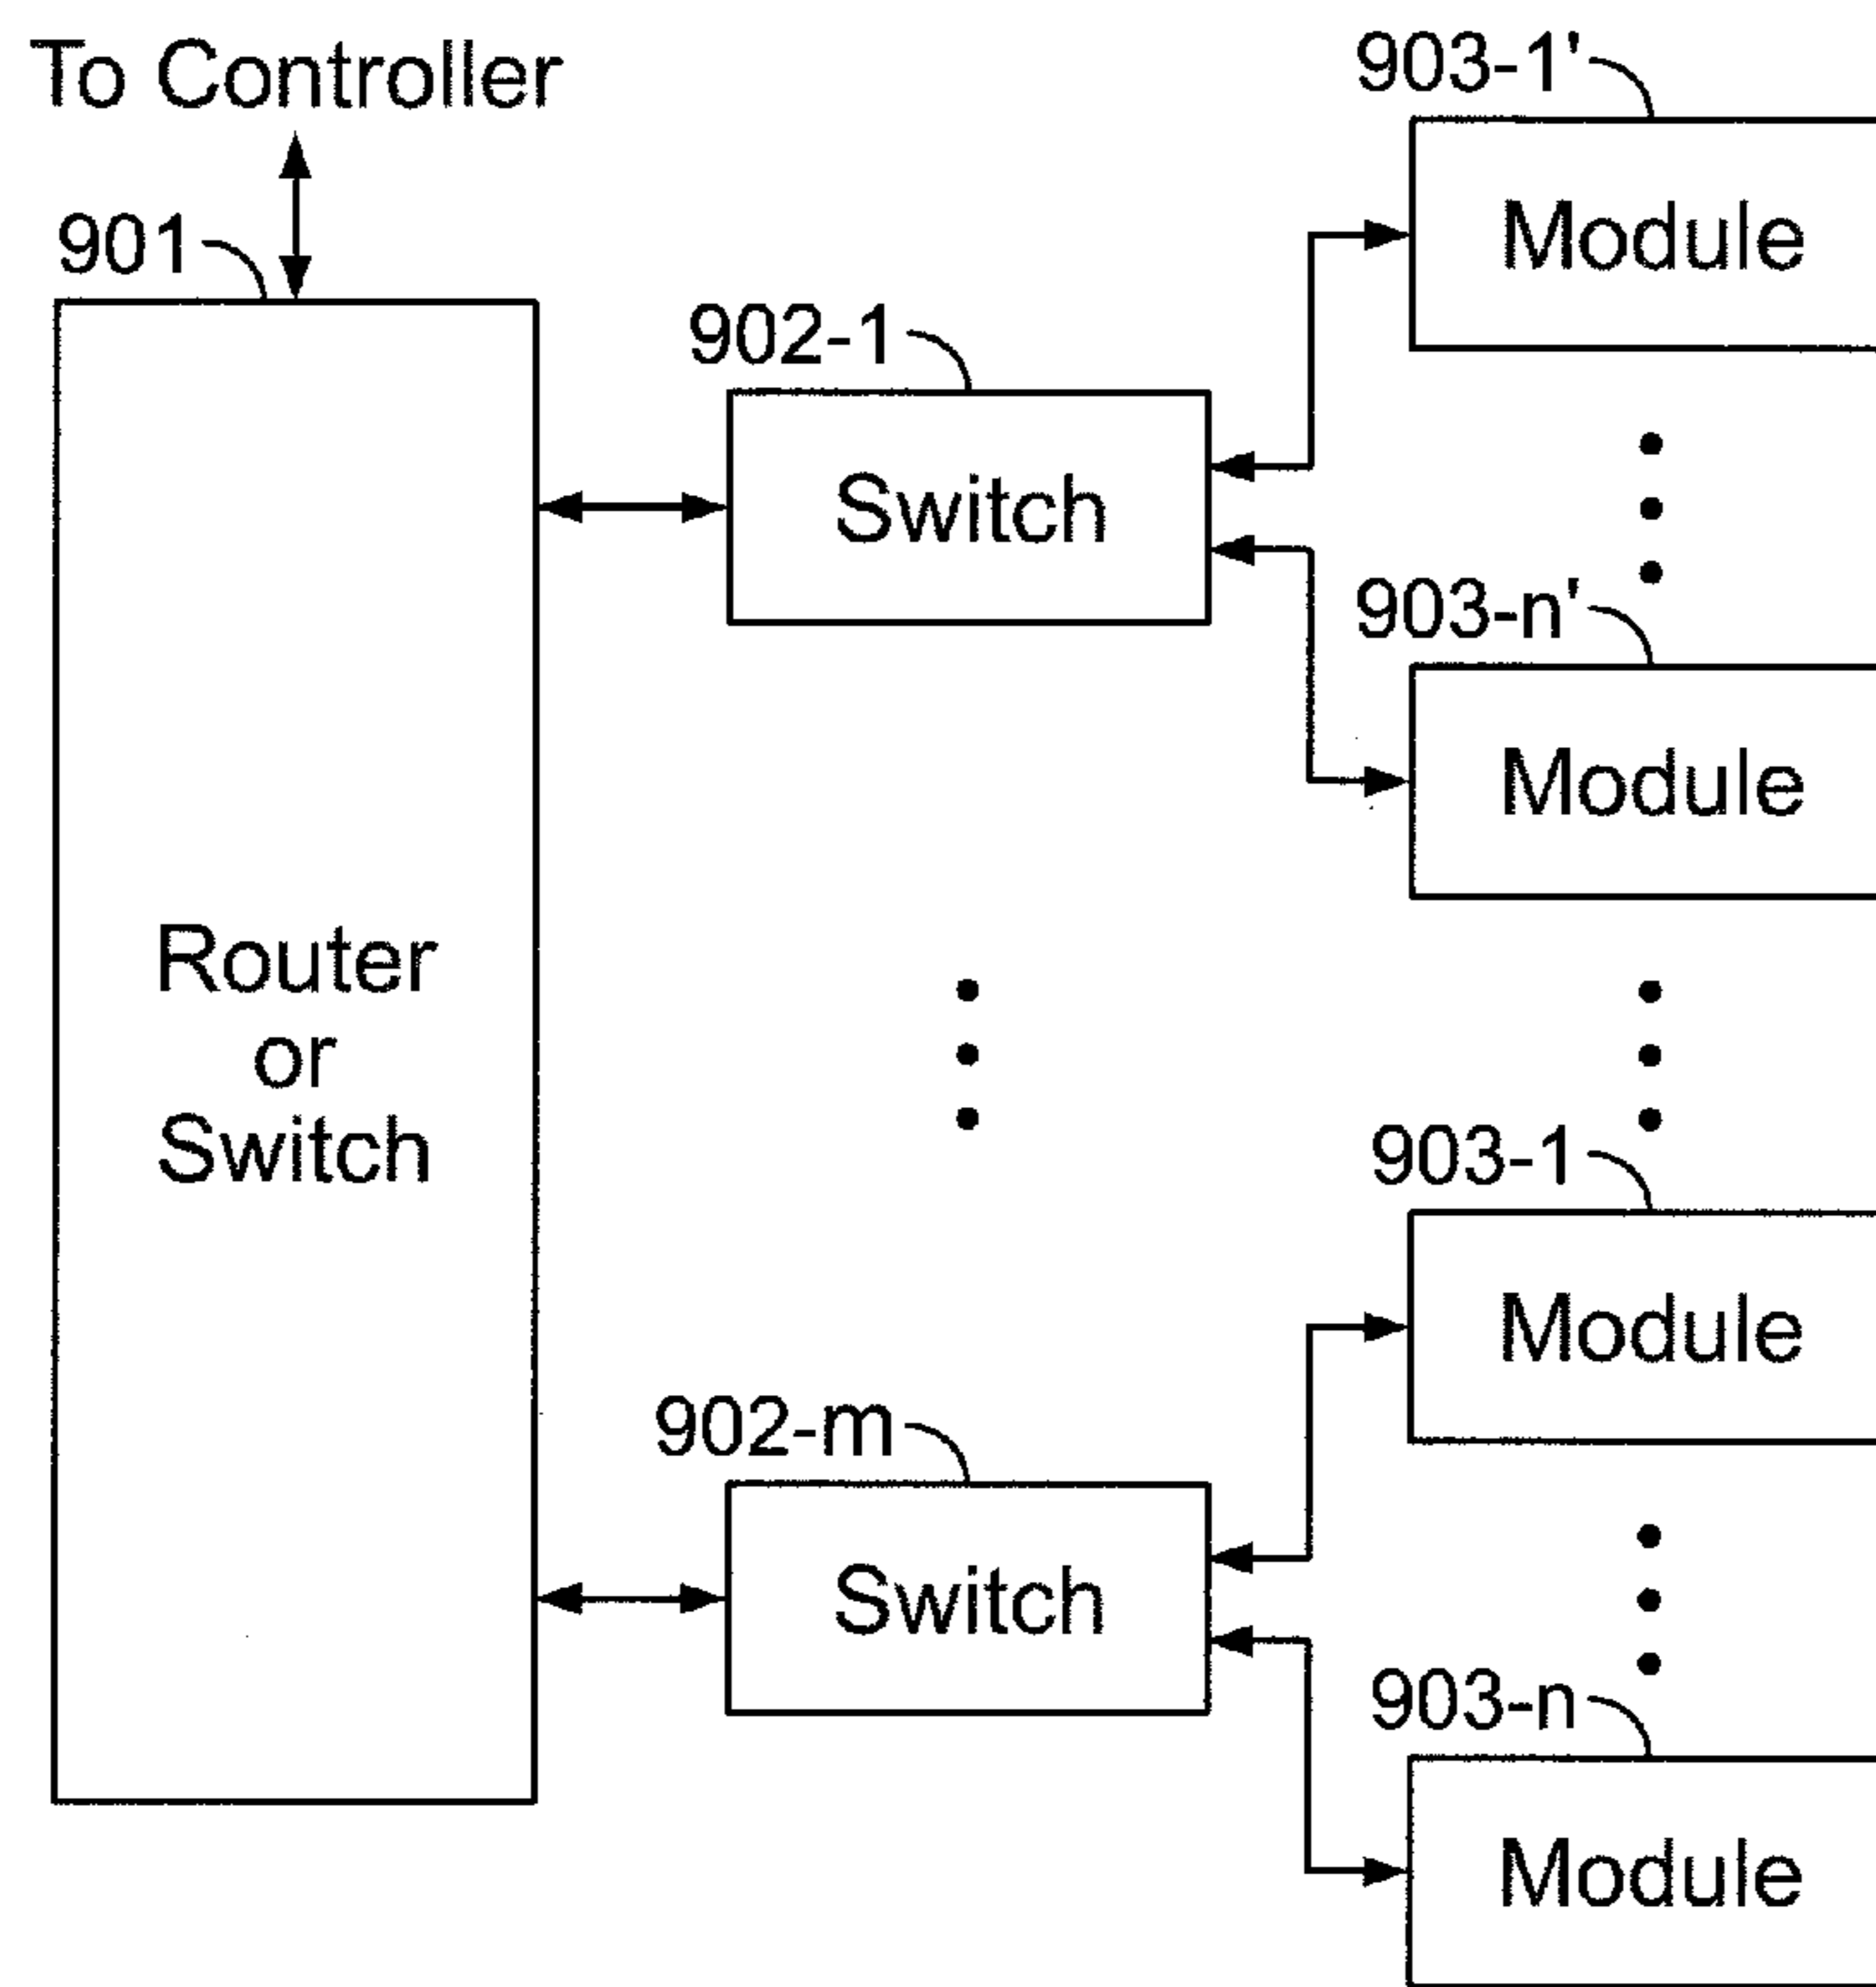 To Controller
901
Router
or
Switch
902-1
Switch
902-m
Switch
903-1'
Module
903-n'
Module
903-1
Module
903-n
Module